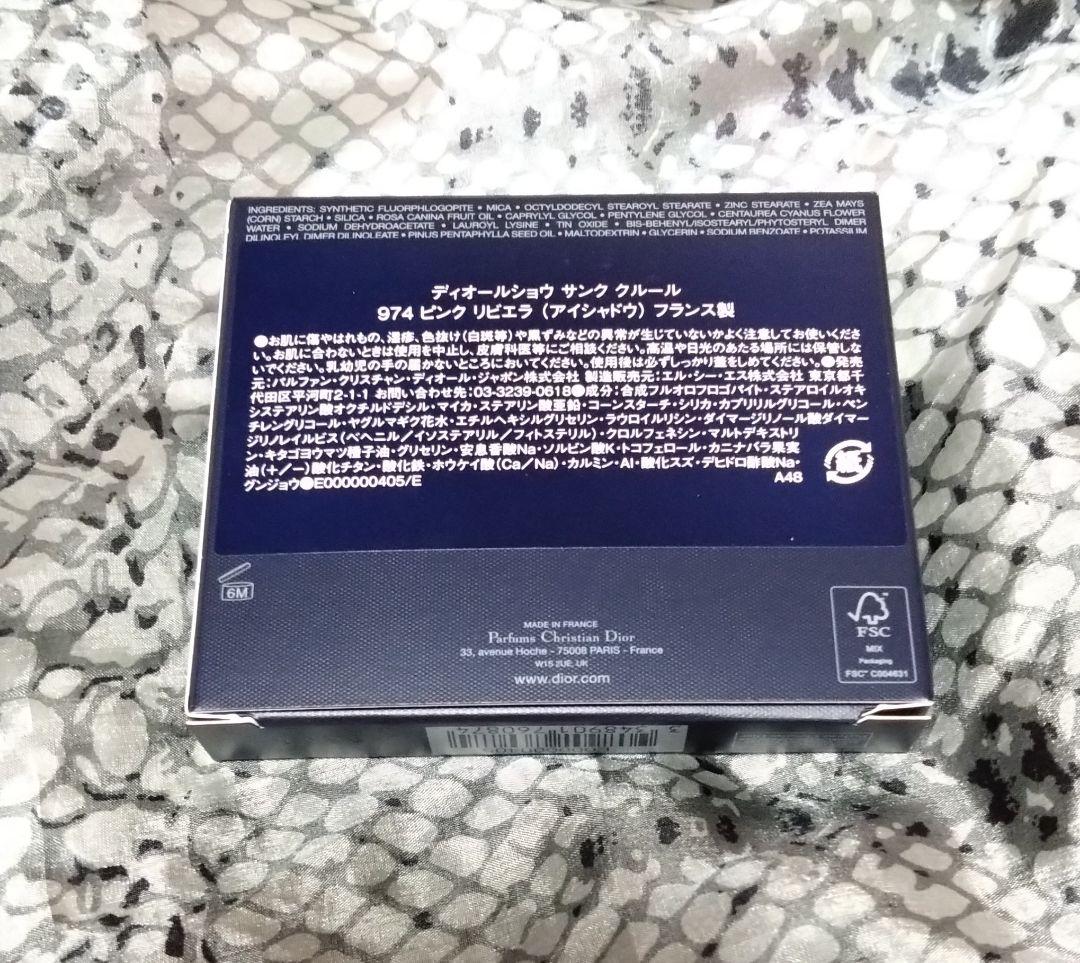 INGREDIENTS: SYNTHETIC FLUORPHLOGOPITE • MICA • OCTYLDODECYL STEAROYL STEARATE • ZINC STEARATE • ZEA MAYS
(CORN) STARCH • SILICA • ROSA CANINA FRUIT OIL • CAPRYLYL GLYCOL • PENTYLENE GLYCOL • CENTAUREA CYANUS FLOWER
WATER • SODIUM DEHYDROACETATE • LAUROYL LYSINE • TIN OXIDE • BIS-BEHENYL/ISOSTEARYL/PHYTOSTERYL DIMER
DILINOLEYL DIMER DILINOLEATE • PINUS PENTAPHYLLA SEED OIL • MALTODEXTRIN • GLYCERIN • SODIUM BENZOATE • POTASSIUM
ディオールショウ サンク クルール
974 ピンク リビエラ (アイシャドウ) フランス製
●お肌に傷やはれもの、湿疹、色抜け(白斑等)や黒ずみなどの異常が生じていないかよく注意してお使いくださ
い。お肌に合わないときは使用を中止し、皮膚科医等にご相談ください。高温や日光のあたる場所には保管しな
いでください。乳幼児の手の届かないところにおいてください。使用後は必ずしっかり蓋をしめてください。●発売
元:パルファン・クリスチャン・ディオール・ジャポン株式会社 製造販売元:エル・シー・エス株式会社 東京都千
代田区平河町2-1-1 お問い合わせ先:03-3239-0618●成分:合成フルオロフロゴパイト・ステアロイルオキ
システアリン酸オクチルドデシル・マイカ・ステアリン酸亜鉛・コーンスターチ・シリカ・カプリリルグリコール・ペン
チレングリコール・ヤグルマギク花水・エチルヘキシルグリセリン・ラウロイルリシン・ダイマージリノール酸ダイマー
ジリノレイルビス(ベヘニル/イソステアリル/フィトステリル)・クロルフェネシン・マルトデキストリ
ン・キタゴヨウマツ種子油・グリセリン・安息香酸Na・ソルビン酸K・トコフェロール・カニナバラ果実
油(+/-)酸化チタン・酸化鉄・ホウケイ酸(Ca/Na)・カルミン・Al・酸化スズ・デヒドロ酢酸Na・
グンジョウ●E000000405/E
A48
紙
6M
MADE IN FRANCE
Parfums Christian Dior
33, avenue Hoche - 75008 PARIS - France
W1S 2UE, UK
www.dior.com
FSC
MIX
Packaging
FSC™ C004631
3 348901 760874